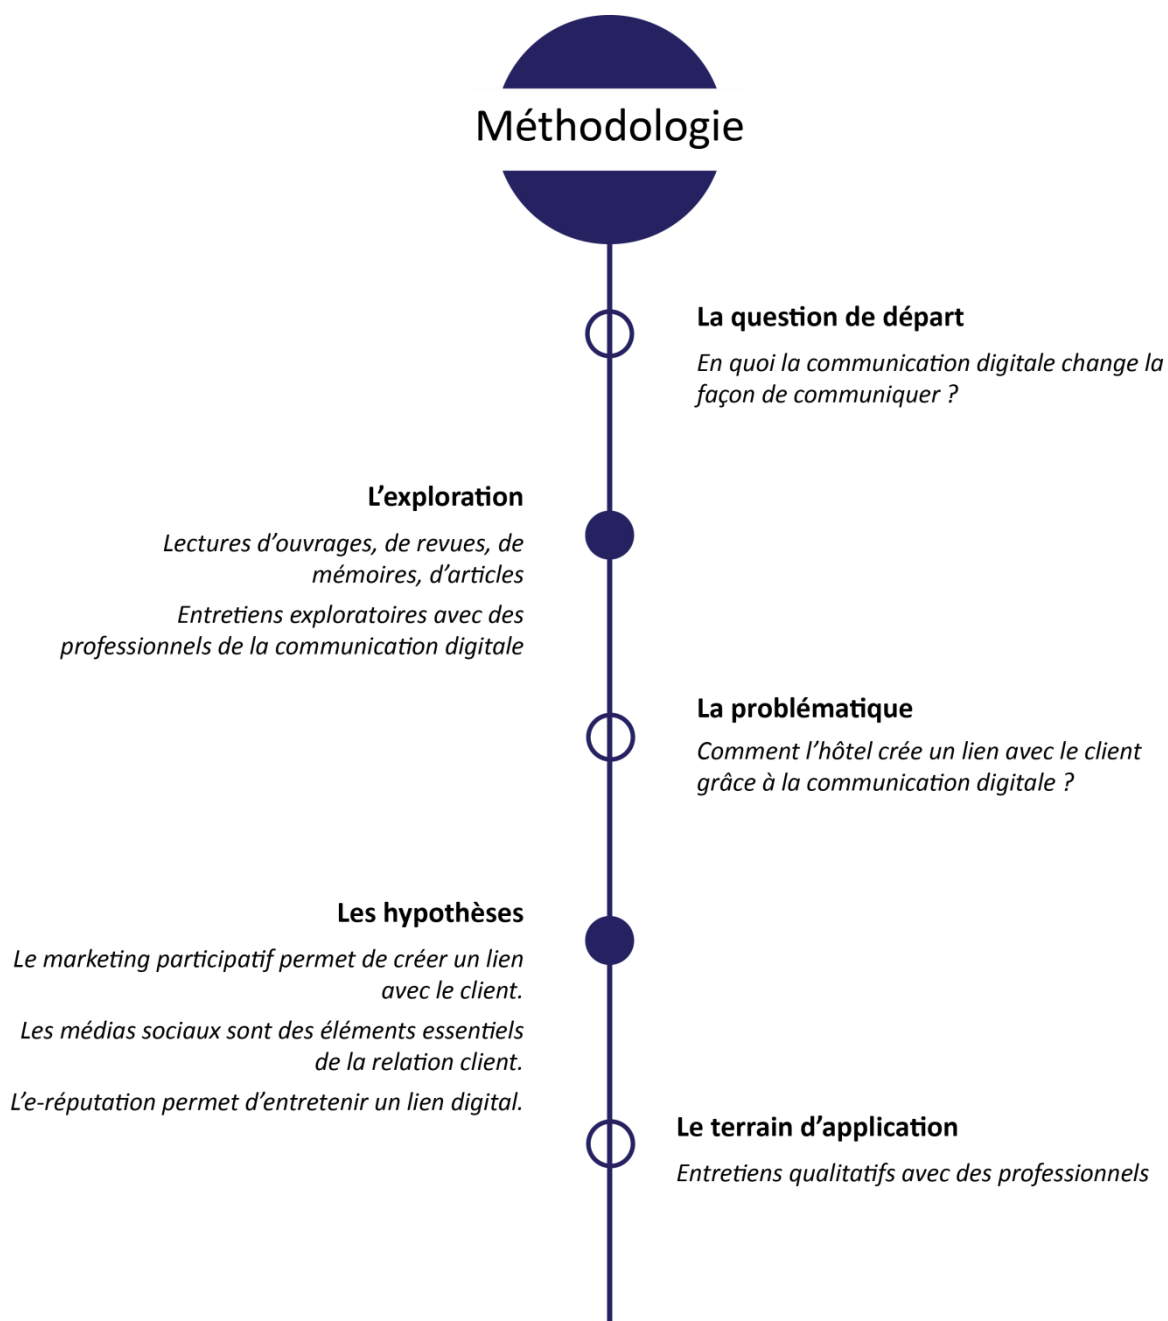 Méthodologie
La question de départ
En quoi la communication digitale change la
façon de communiquer ?
L’exploration
Lectures d’ouvrages, de revues, de
mémoires, d’articles
Entretiens exploratoires avec des
professionnels de la communication digitale
La problématique
Comment l’hôtel crée un lien avec le client
grâce à la communication digitale ?
Les hypothèses
Le marketing participatif permet de créer un lien
avec le client.
Les médias sociaux sont des éléments essentiels
de la relation client.
L’e-réputation permet d’entretenir un lien digital.
Le terrain d’application
Entretiens qualitatifs avec des professionnels